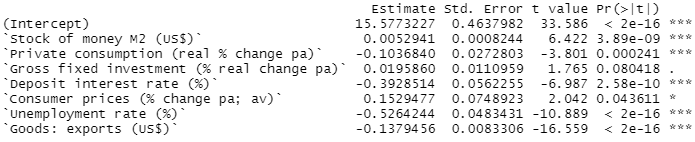 Estimate Std. Error t value Pr(>|t|)
(Intercept) 15.5773227 0.4637982 33.586 < 2e-16 ***
`Stock of money M2 (US$)` 0.0052941 0.0008244 6.422 3.89e-09 ***
`Private consumption (real % change pa)` -0.1036840 0.0272803 -3.801 0.000241 ***
`Gross fixed investment (% real change pa)` 0.0195860 0.0110959 1.765 0.080418 .
`Deposit interest rate (%)` -0.3928514 0.0562255 -6.987 2.58e-10 ***
`Consumer prices (% change pa; av)` 0.1529477 0.0748923 2.042 0.043611 *
`Unemployment rate (%)` -0.5264244 0.0483431 -10.889 < 2e-16 ***
`Goods: exports (US$)` -0.1379456 0.0083306 -16.559 < 2e-16 ***